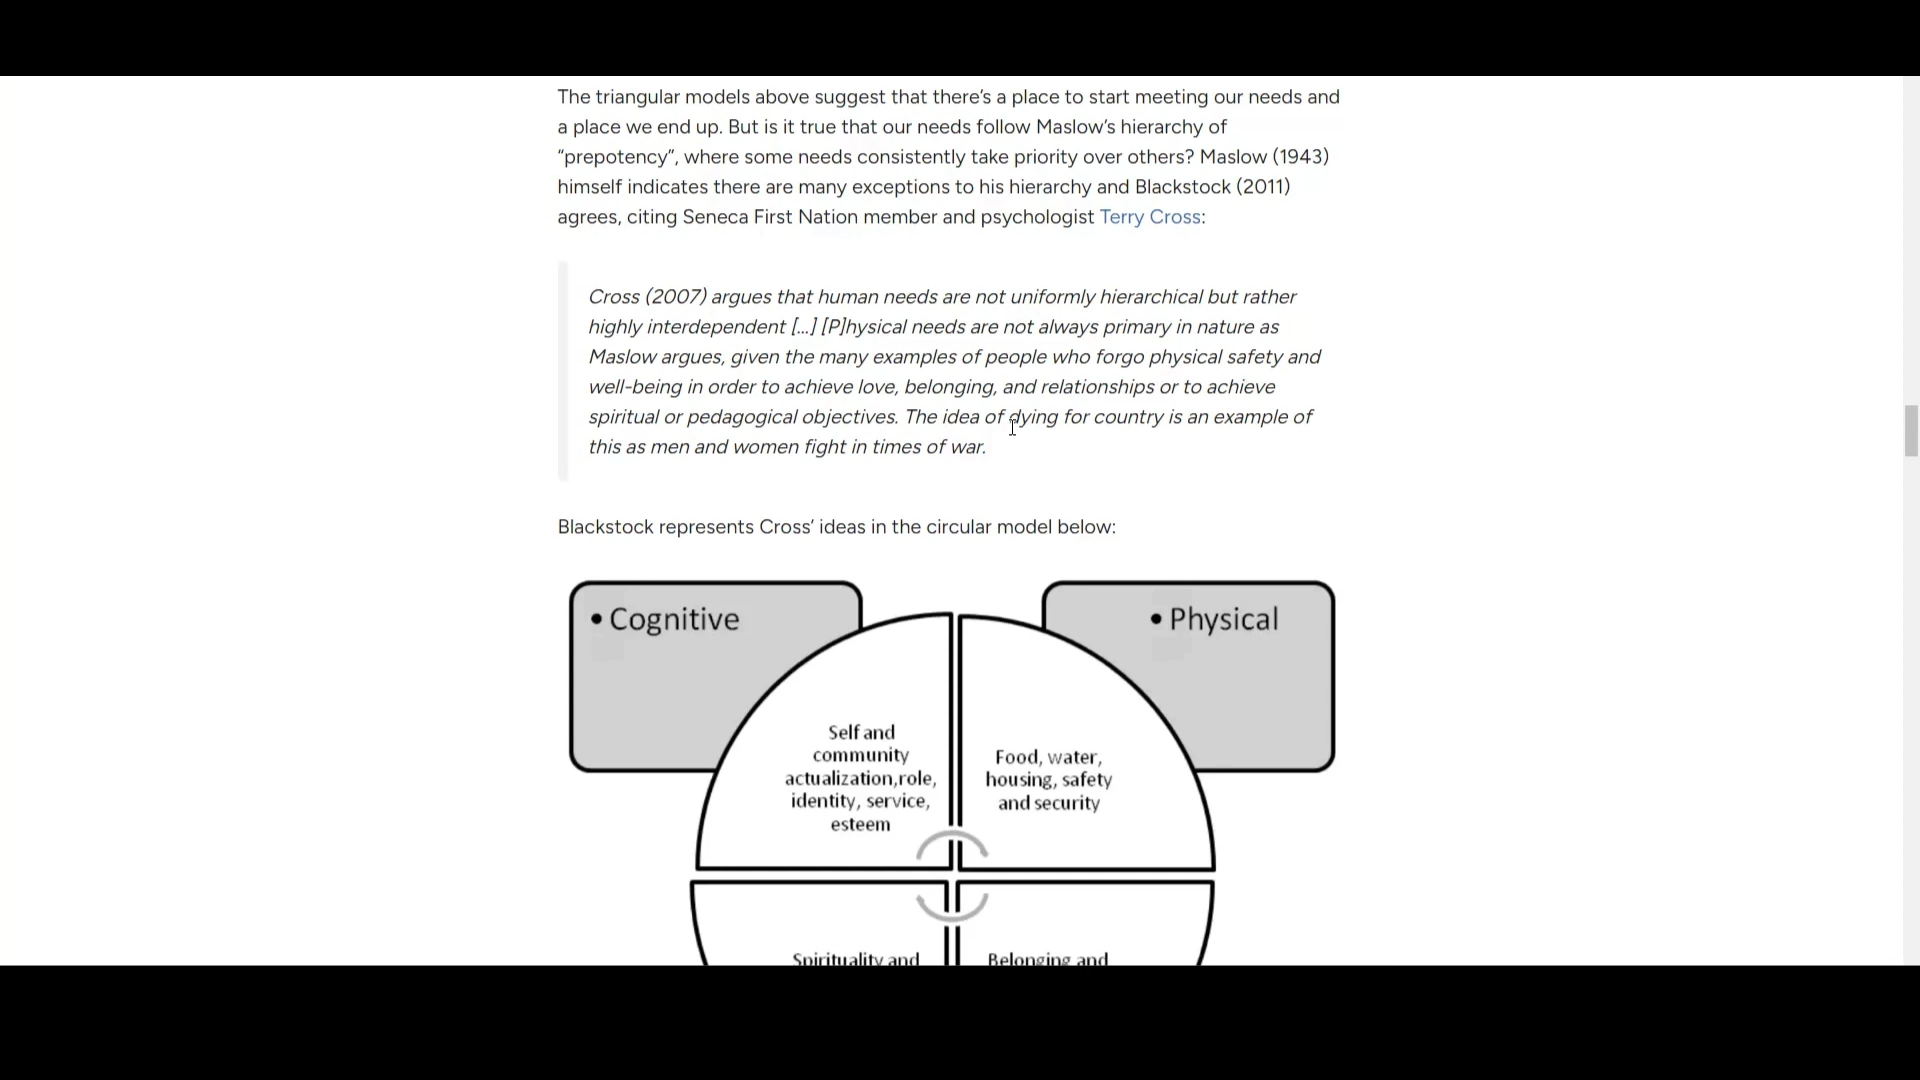 The triangular models above suggest that there’s a place to start meeting our needs and
a place we end up. But is it true that our needs follow Maslow’s hierarchy of
“prepotency”, where some needs consistently take priority over others? Maslow (1943)
himself indicates there are many exceptions to his hierarchy and Blackstock (2011)
agrees, citing Seneca First Nation member and psychologist Terry Cross:
Cross (2007) argues that human needs are not uniformly hierarchical but rather
highly interdependent [...] [P]hysical needs are not always primary in nature as
Maslow argues, given the many examples of people who forgo physical safety and
well-being in order to achieve love, belonging, and relationships or to achieve
spiritual or pedagogical objectives. The idea of dying for country is an example of
this as men and women fight in times of war.
Blackstock represents Cross’ ideas in the circular model below:
• Cognitive
• Physical
Self and
community
actualization,role,
identity, service,
esteem
Food, water,
housing, safety
and security
Spirituality and
Belonging and